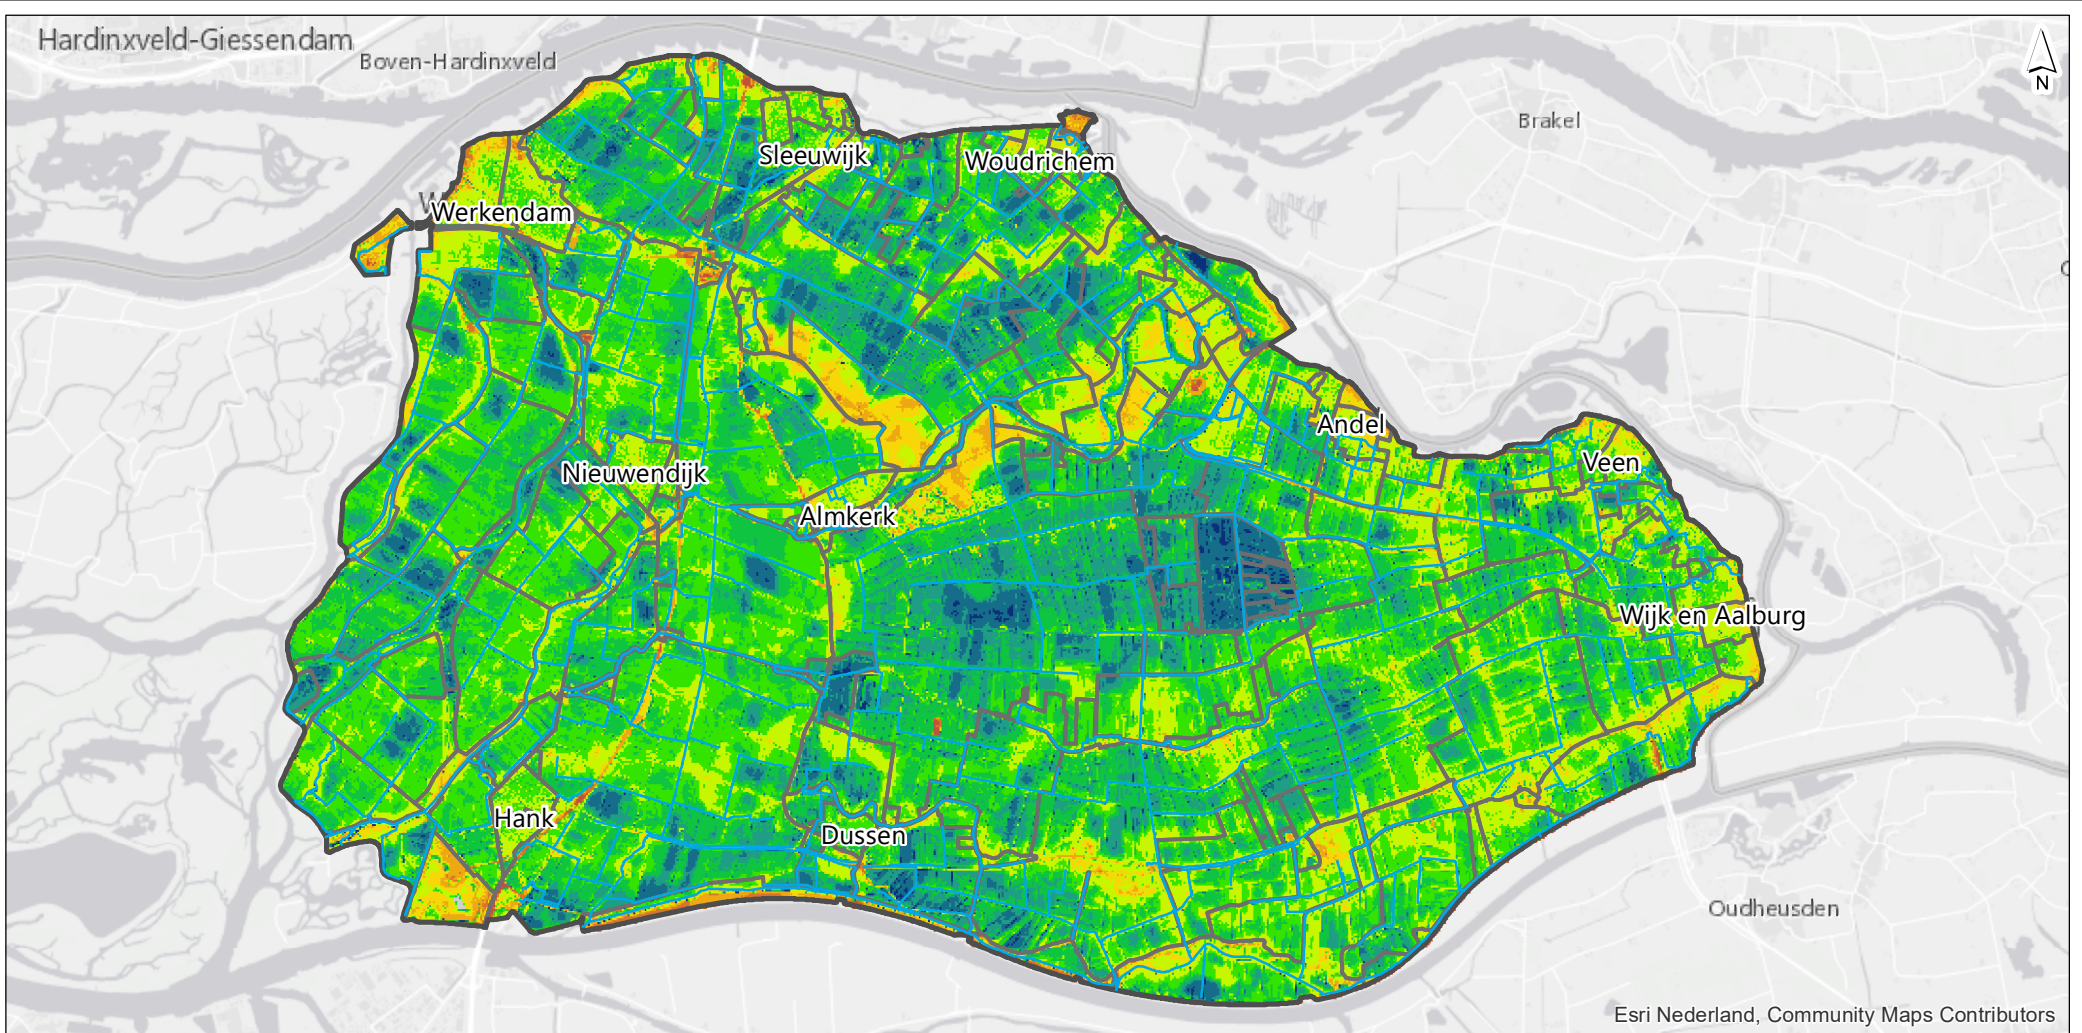 Hardinxveld-Giessendam
Boven-Hardinxveld
N
Brakel
Sleeuwijk
Woudrichem
Werkendam
Andel
Veen
Nieuwendijk
Almkerk
Wijk en Aalburg
Hank
Dussen
Oudheusden
Esri Nederland, Community Maps Contributors